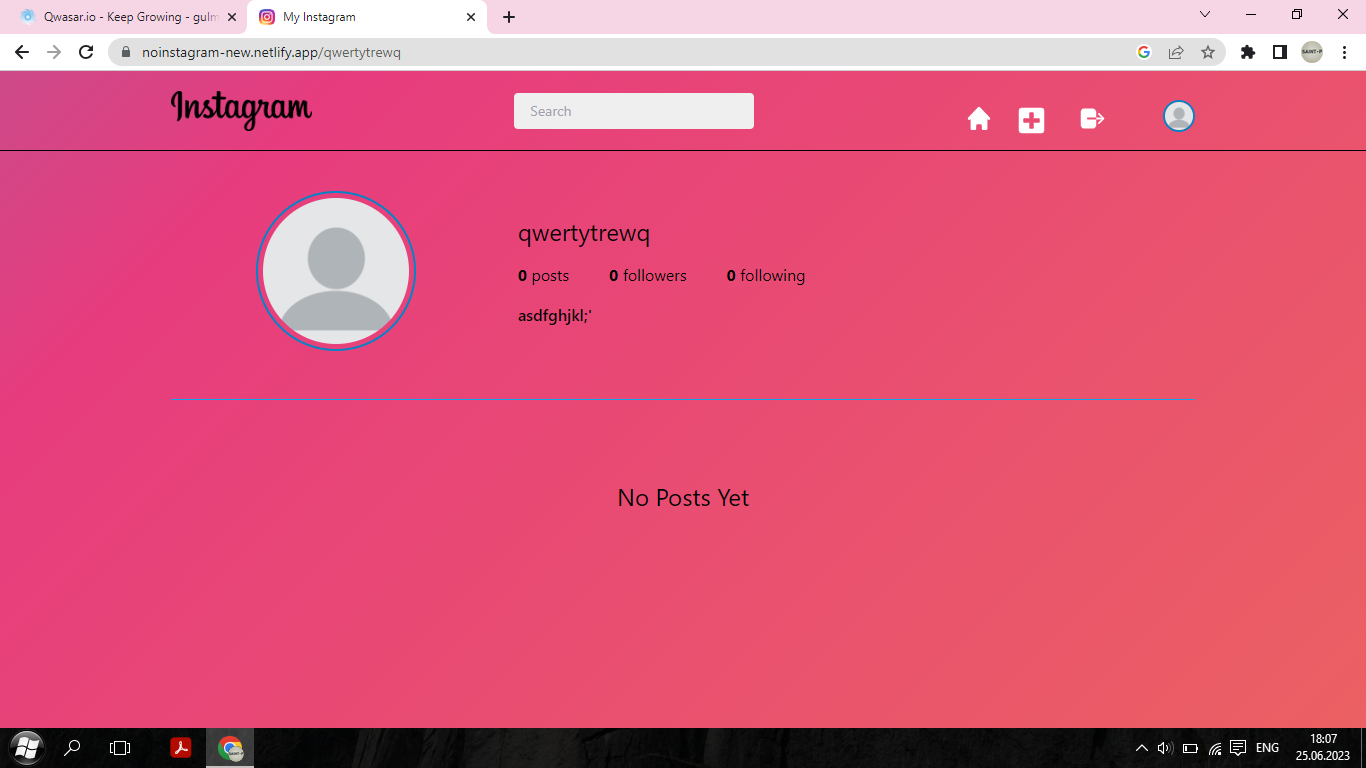 Qwasar.io - Keep Growing - gulm
My Instagram
noinstagram-new.netlify.app/qwertytrewq
Instagram
Search
qwertytrewq
0 posts 0 followers 0 following
asdfghjkl;'
No Posts Yet
ENG
18:07
25.06.2023